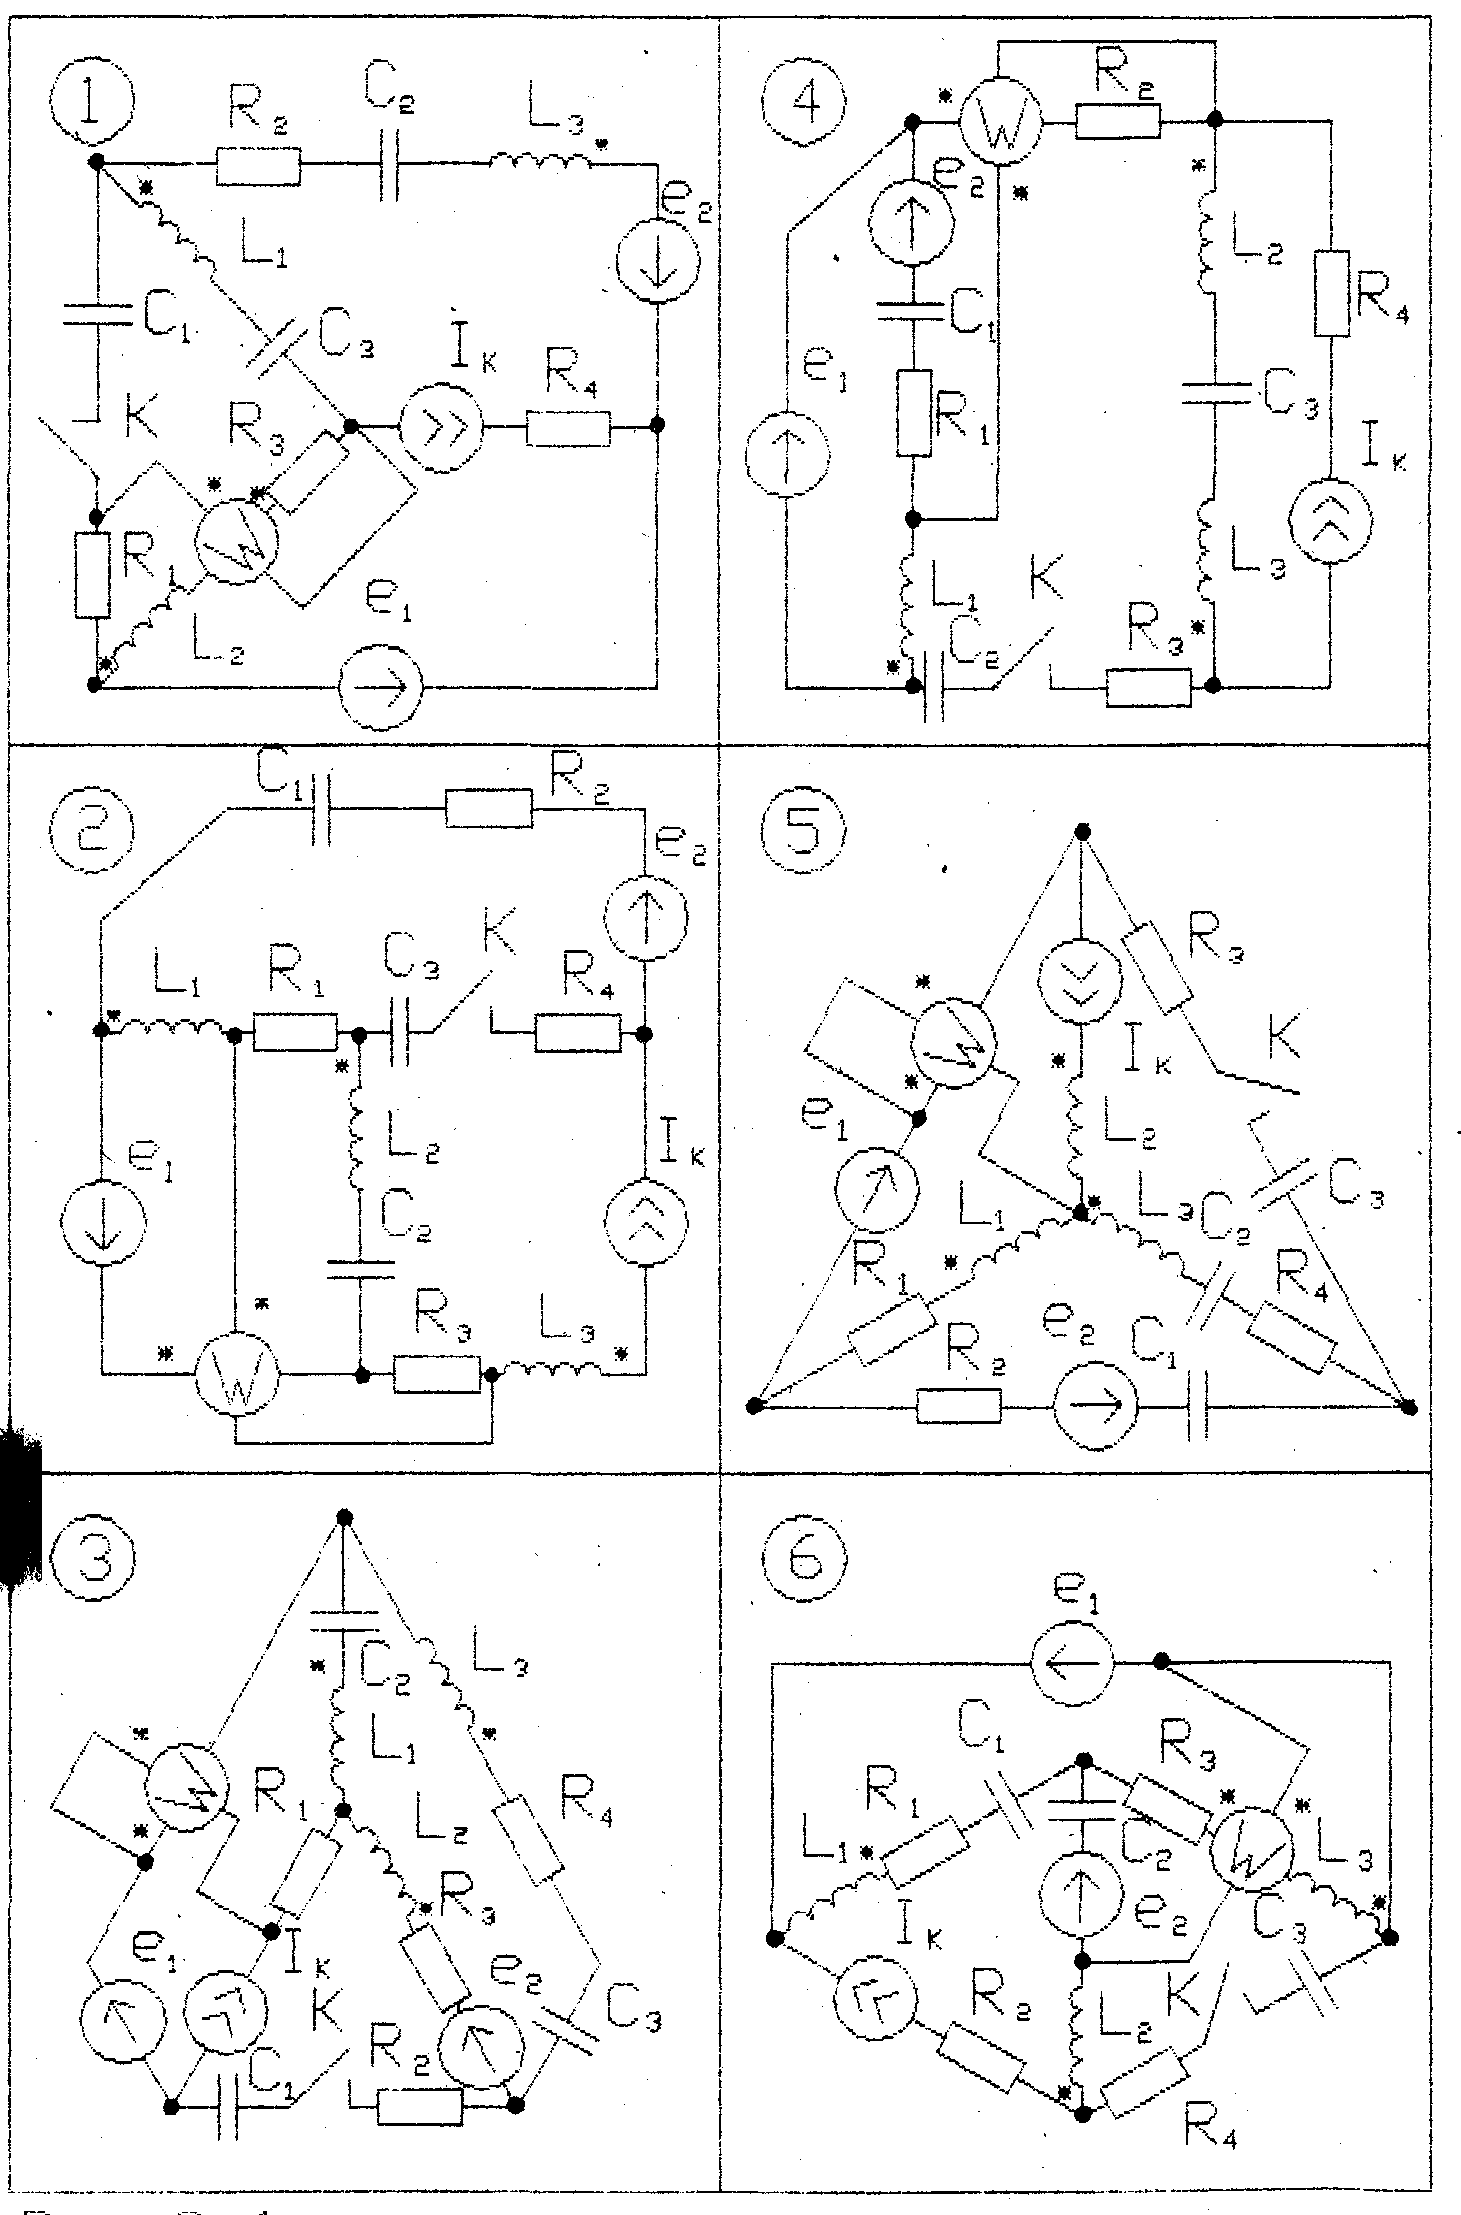 1
R2 C2 L3 *
e2
* L1
C1 C3
Ik R4
K R3
* *
R1
L2 *
e1
4
* R2
W
e2 *
* L2
C1 R4
e1 R1 C3
Ik
L3
L1 K
* C2 R3 *
2
C1 R2
e2
L1 R1 C3 K R4
* *
e1 L2 Ik
C2
* R3 L3
* W *
5
R3
* W
* Ik K
* e1 L2
L1 * L3 C2 C3
* R1 R4
R2 e2 C1
3
C2 L3
* *
L1
* W
R1 L2 R4
*
* R3
e1 Ik e2
K C3
C1 R2
6
e1
C1 R3
R1 * *
L1 * C2 W L3
Ik e2 C3 *
R2 L2 K
* R4